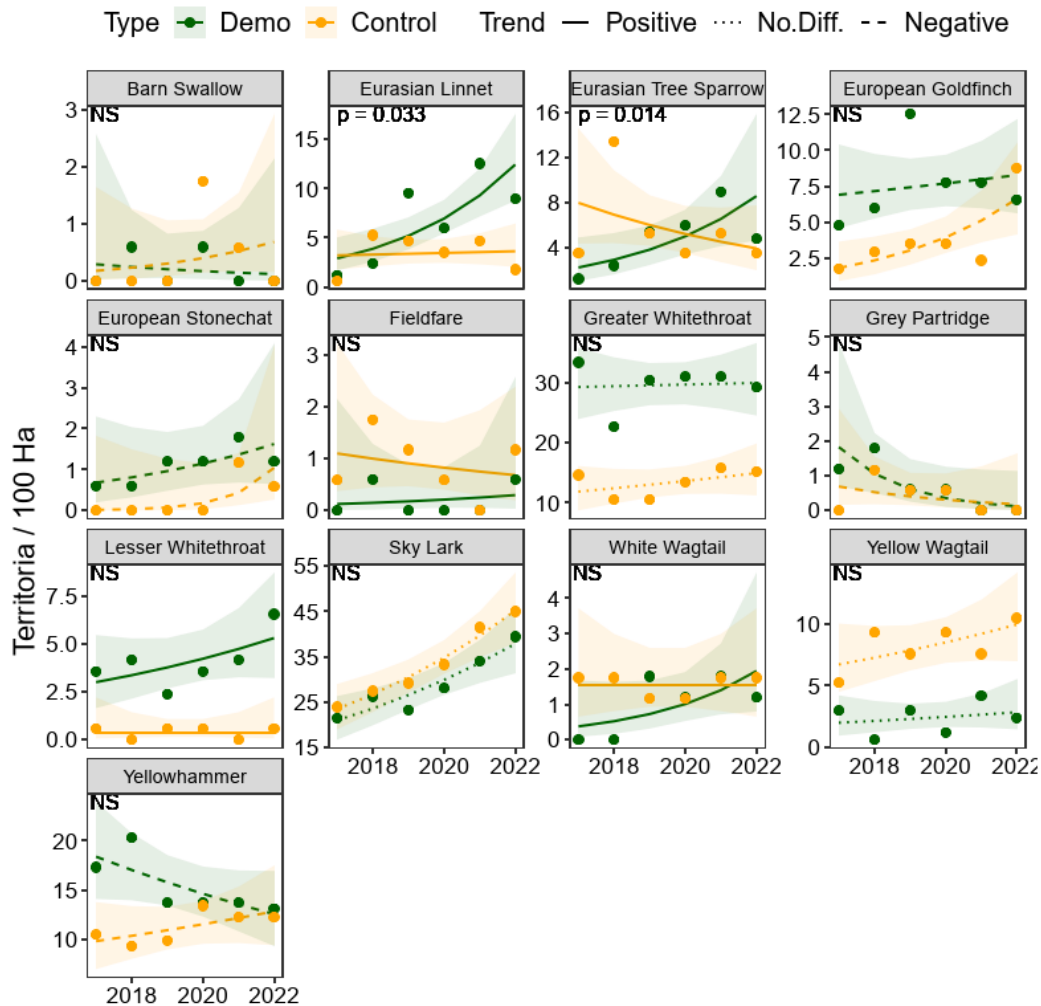 Type Demo Control Trend Positive No.Diff. Negative
Territoria / 100 Ha
Barn Swallow Eurasian Linnet Eurasian Tree Sparrow European Goldfinch
NS p = 0.033 p = 0.014 NS
3 2 1 0
15 10 5 0
16 12 8 4
12.5 10.0 7.5 5.0 2.5
European Stonechat Fieldfare Greater Whitethroat Grey Partridge
NS NS NS NS
4 3 2 1 0
3 2 1 0
30 20 10
5 4 3 2 1 0
Lesser Whitethroat Sky Lark White Wagtail Yellow Wagtail
NS NS NS NS
7.5 5.0 2.5 0.0
55 45 35 25 15
4 3 2 1 0
10 5 0
2018 2020 2022 2018 2020 2022 2018 2020 2022
Yellowhammer
NS
20 15 10
2018 2020 2022